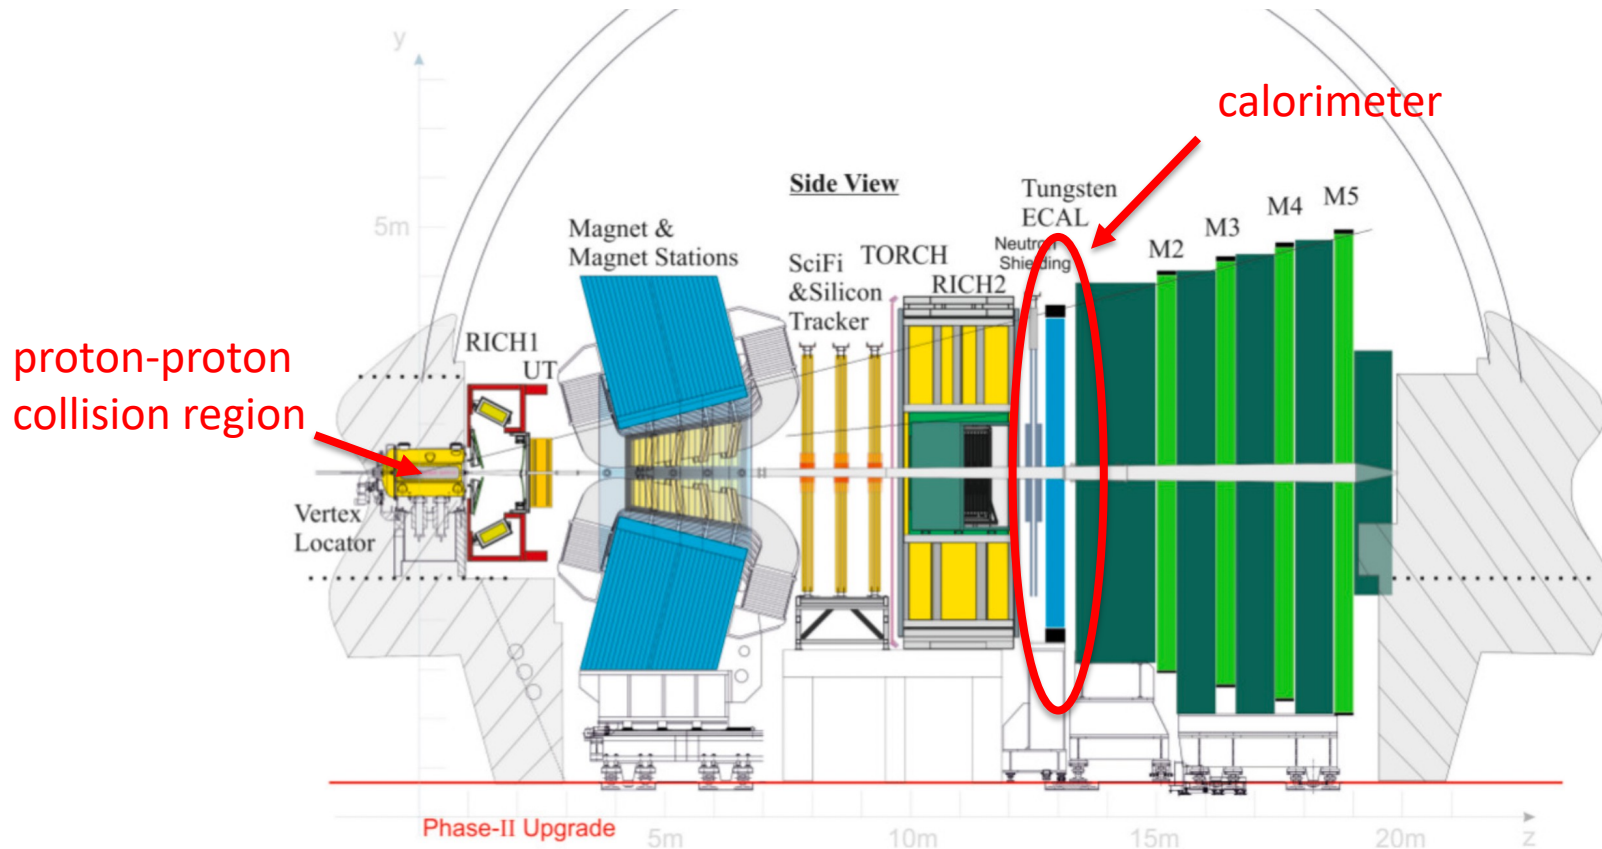 y
calorimeter
Side View
Tungsten
ECAL
Neutron
Shielding
M2
M3
M4
M5
5m
Magnet &
Magnet Stations
SciFi
&Silicon
Tracker
TORCH
RICH2
RICH1
UT
proton-proton
collision region
Vertex
Locator
Phase-II Upgrade
5m
10m
15m
20m
z